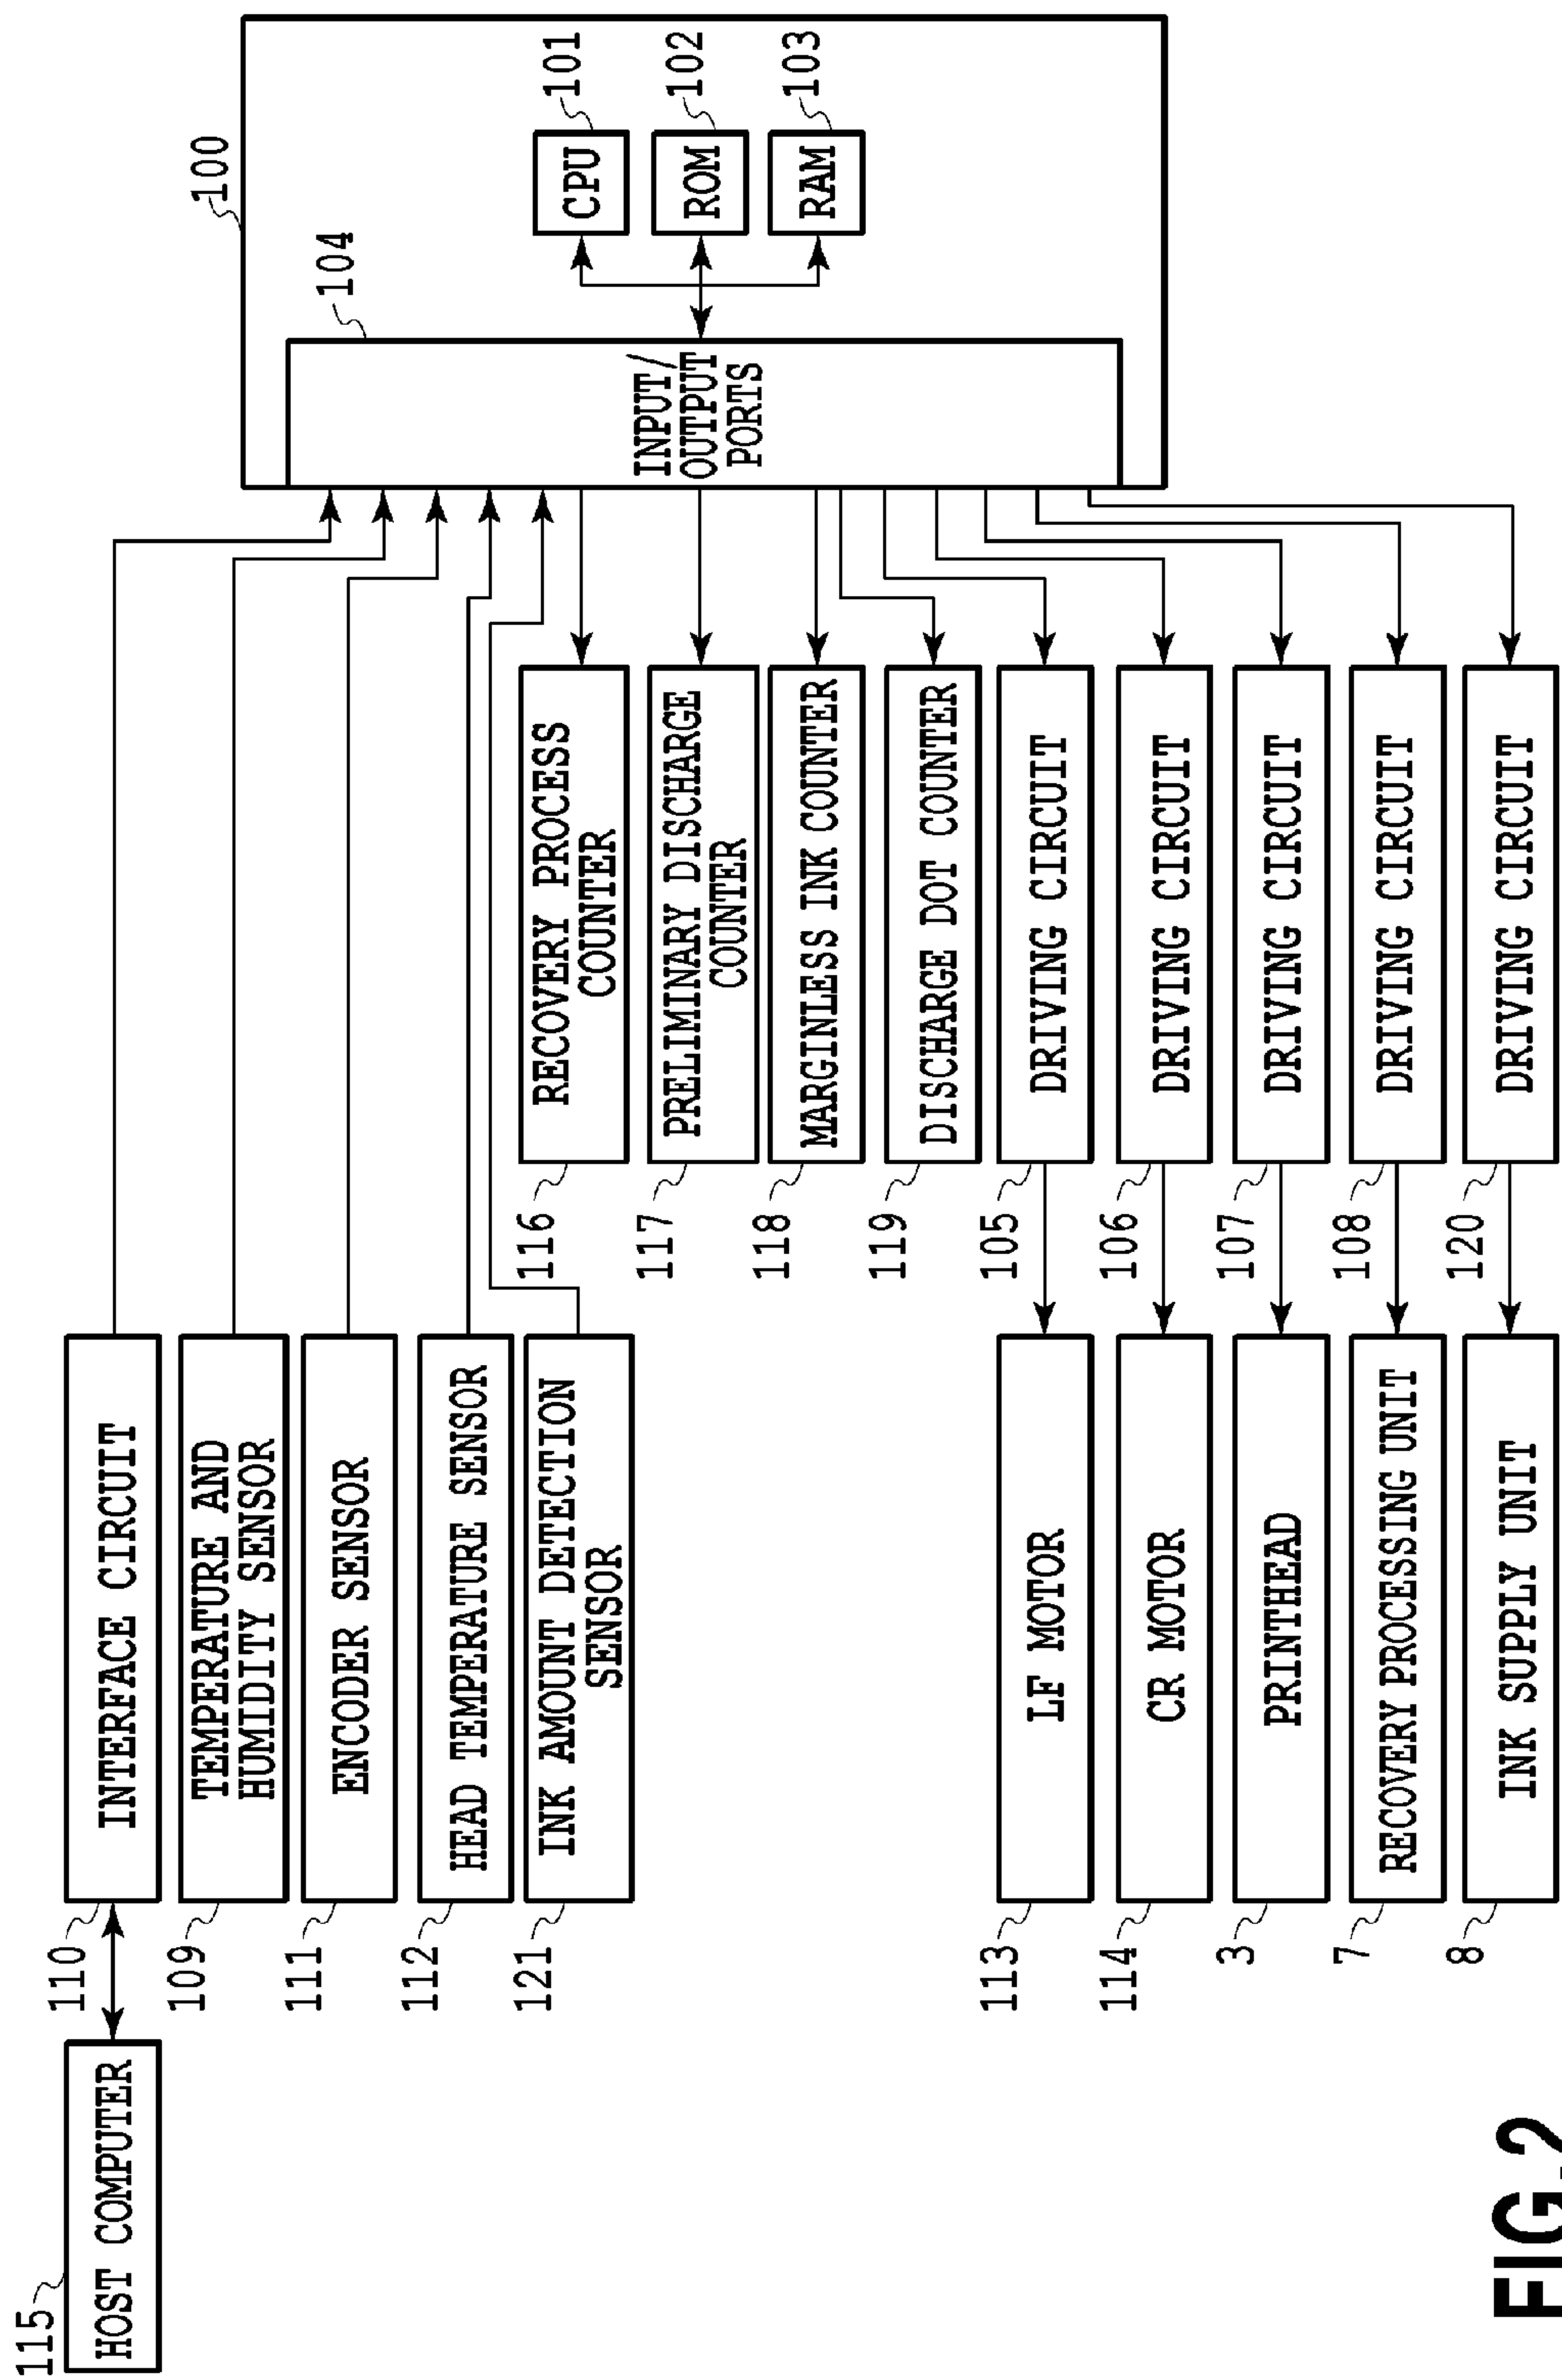 115
HOST COMPUTER
110
INTERFACE CIRCUIT
109
TEMPERATURE AND
HUMIDITY SENSOR
111
ENCODER SENSOR
112
HEAD TEMPERATURE SENSOR
121
INK AMOUNT DETECTION
SENSOR
100
104
INPUT/
OUTPUT
PORTS
CPU
101
ROM
102
RAM
103
116
RECOVERY PROCESS
COUNTER
117
PRELIMINARY DISCHARGE
COUNTER
118
MARGINLESS INK COUNTER
119
DISCHARGE DOT COUNTER
113
LF MOTOR
105
DRIVING CIRCUIT
114
CR MOTOR
106
DRIVING CIRCUIT
3
PRINTHEAD
107
DRIVING CIRCUIT
7
RECOVERY PROCESSING UNIT
108
DRIVING CIRCUIT
8
INK SUPPLY UNIT
120
DRIVING CIRCUIT
FIG.2